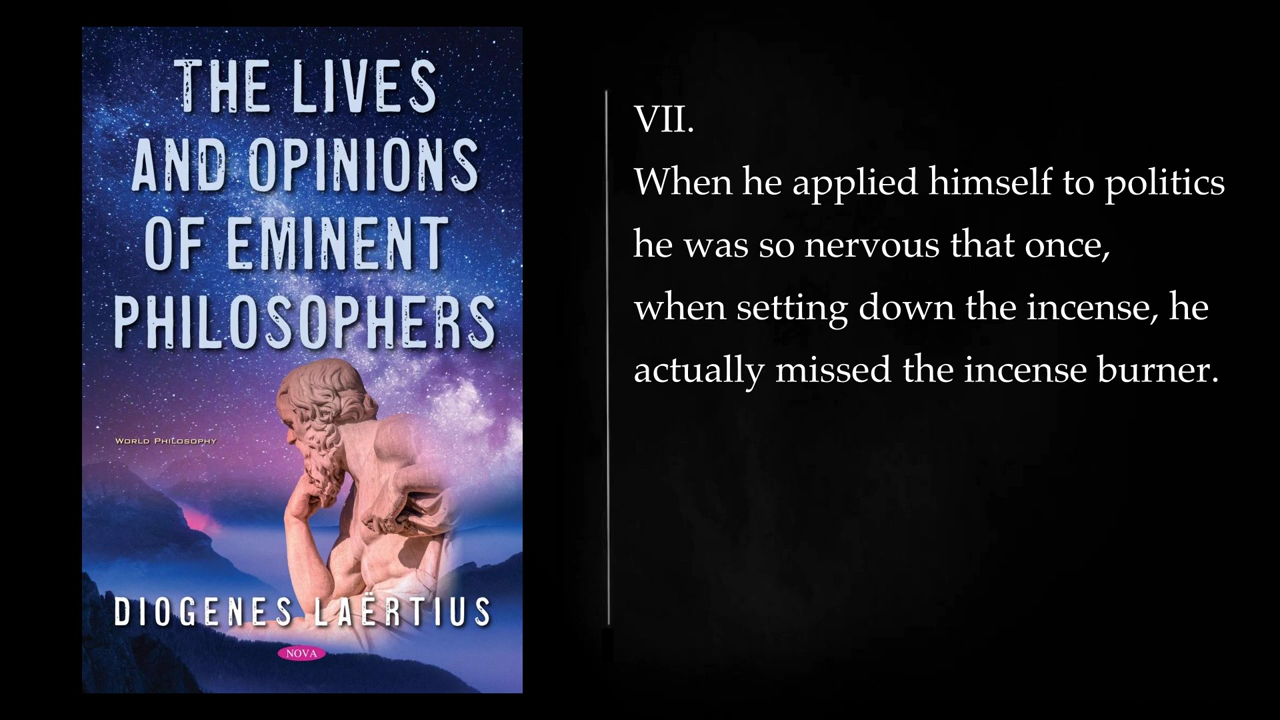 THE LIVES
AND OPINIONS
OF EMINENT
PHILOSOPHERS
WORLD PHILOSOPHY
DIOGENES LAËRTIUS
NOVA
VII.
When he applied himself to politics
he was so nervous that once,
when setting down the incense, he
actually missed the incense burner.